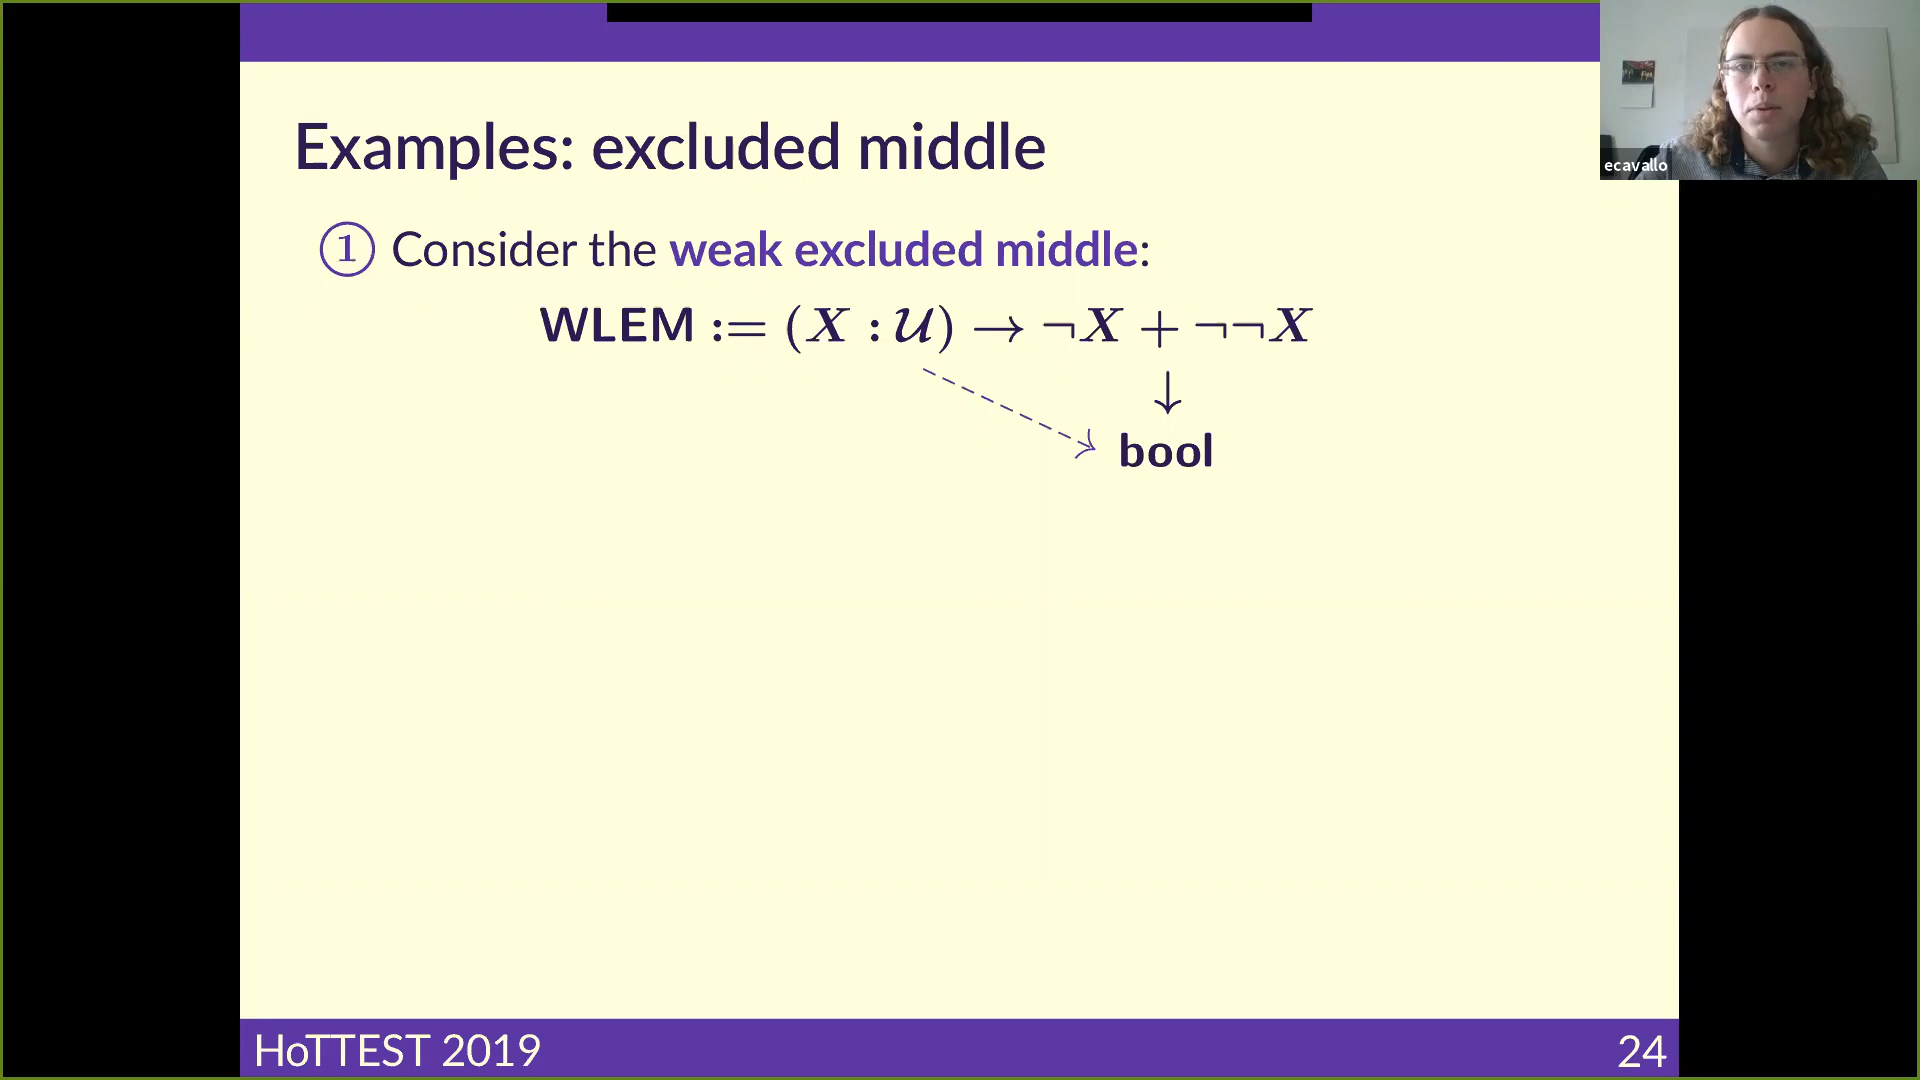 Examples: excluded middle
① Consider the weak excluded middle:
WLEM := (X : 𝒰) → ¬X + ¬¬X
↓
bool
ecavallo
HoTTEST 2019
24